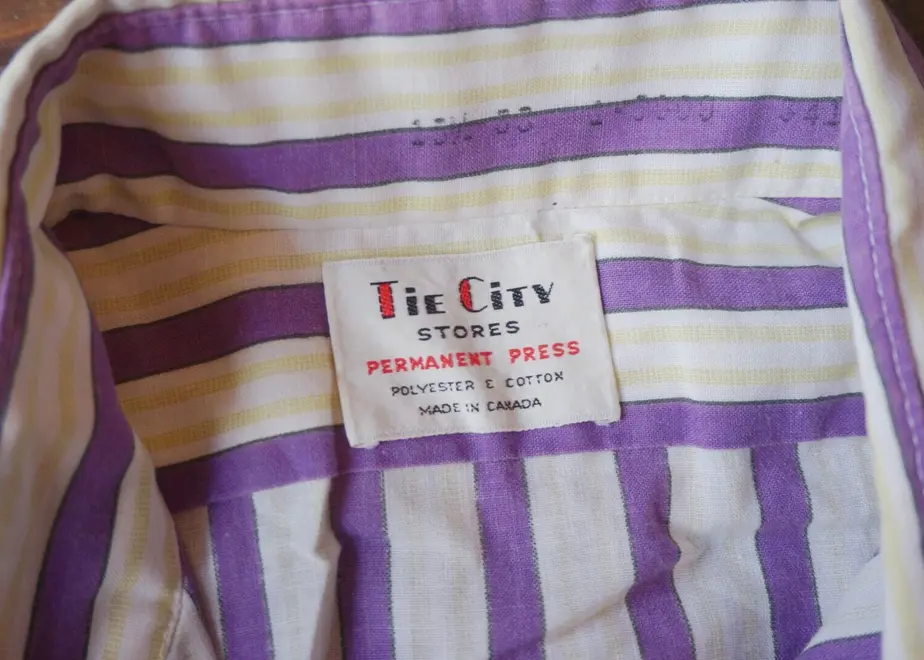 TIE CITY
STORES
PERMANENT PRESS
POLYESTER & COTTON
MADE IN CANADA